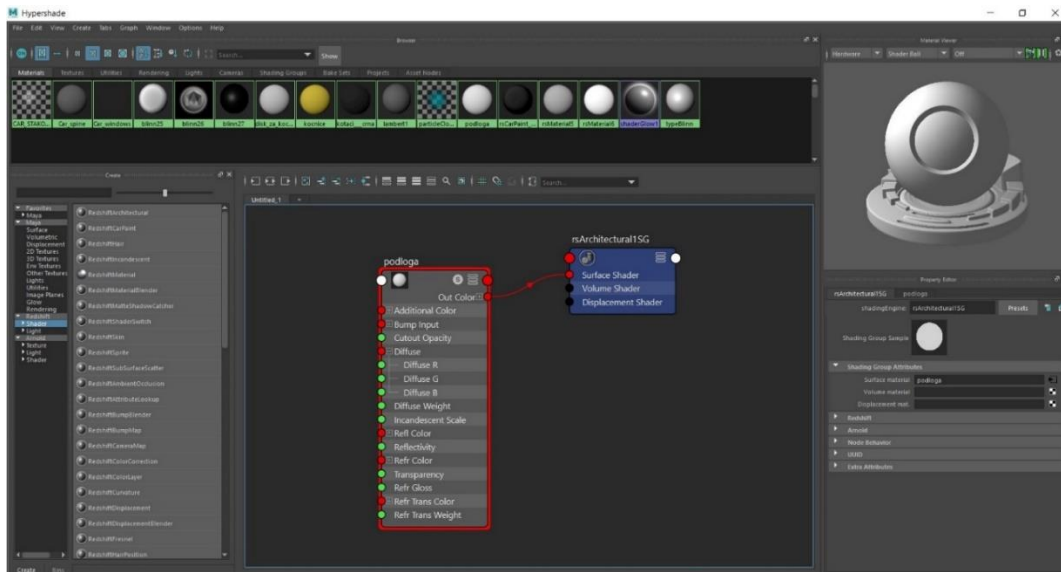 Hypershade
File Edit View Create Tabs Graph Window Options Help
Browser
Search...
Show
Materials Textures Utilities Rendering Lights Cameras Shading Groups Bake Sets Projects Asset Nodes
Car_windows blinn25 blinn26 blinn27 kocnice lambert1 podloga rsMaterial5 rsMaterial6 shaderGlow1 typeBlinn
Material Viewer
Hardware Shader Ball Off
Create
Favorites
Maya
Maya
Surface
Volumetric
Displacement
2D Textures
3D Textures
Env Textures
Other Textures
Lights
Utilities
Image Planes
Glow
Rendering
Redshift
Shader
Light
Arnold
Texture
Light
Shader
RedshiftArchitectural
RedshiftCarPaint
RedshiftHair
RedshiftIncandescent
RedshiftMaterial
RedshiftMaterialBlender
RedshiftMatteShadowCatcher
RedshiftShaderSwitch
RedshiftSkin
RedshiftSprite
RedshiftSubSurfaceScatter
RedshiftAmbientOcclusion
RedshiftAttributeLookup
RedshiftBumpBlender
RedshiftBumpMap
RedshiftCameraMap
RedshiftColorCorrection
RedshiftColorLayer
RedshiftCurvature
RedshiftDisplacement
RedshiftDisplacementBlender
RedshiftFresnel
RedshiftHairPosition
Create
Search...
Untitled_1 +
podloga
Out Color
Additional Color
Bump Input
Cutout Opacity
Diffuse
Diffuse R
Diffuse G
Diffuse B
Diffuse Weight
Incandescent Scale
Refl Color
Reflectivity
Refr Color
Transparency
Refr Gloss
Refr Trans Color
Refr Trans Weight
rsArchitectural1SG
Surface Shader
Volume Shader
Displacement Shader
Property Editor
rsArchitectural1SG podloga
shadingEngine: rsArchitectural1SG Presets
Shading Group Sample
Shading Group Attributes
Surface material podloga
Volume material
Displacement mat.
Redshift
Arnold
Node Behavior
UUID
Extra Attributes